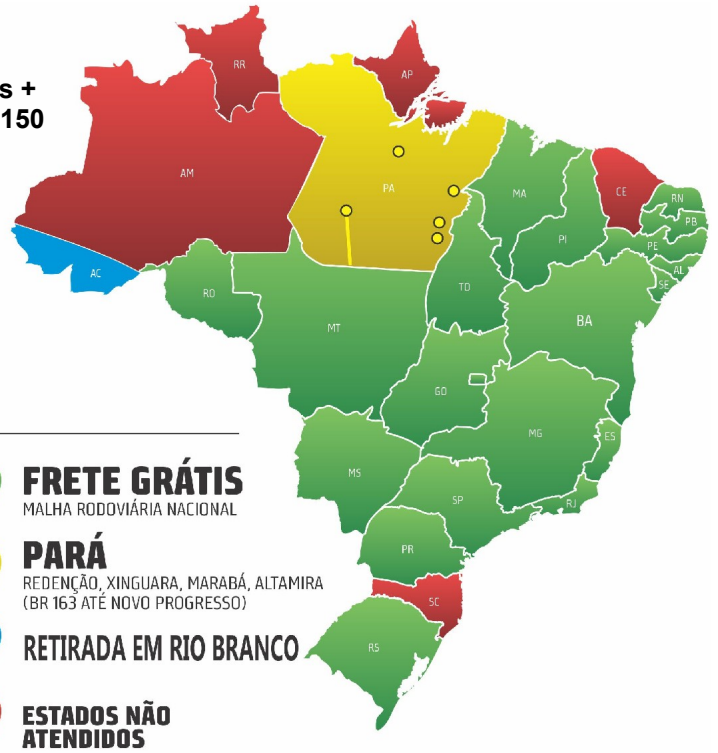 s +
150
RR
AP
AM
PA
MA
CE
RN
PB
PI
PE
AL
SE
AC
RO
TO
BA
MT
GO
MG
ES
MS
SP
RJ
PR
SC
RS
FRETE GRÁTIS
MALHA RODOVIÁRIA NACIONAL
PARÁ
REDENÇÃO, XINGUARA, MARABÁ, ALTAMIRA
(BR 163 ATÉ NOVO PROGRESSO)
RETIRADA EM RIO BRANCO
ESTADOS NÃO
ATENDIDOS